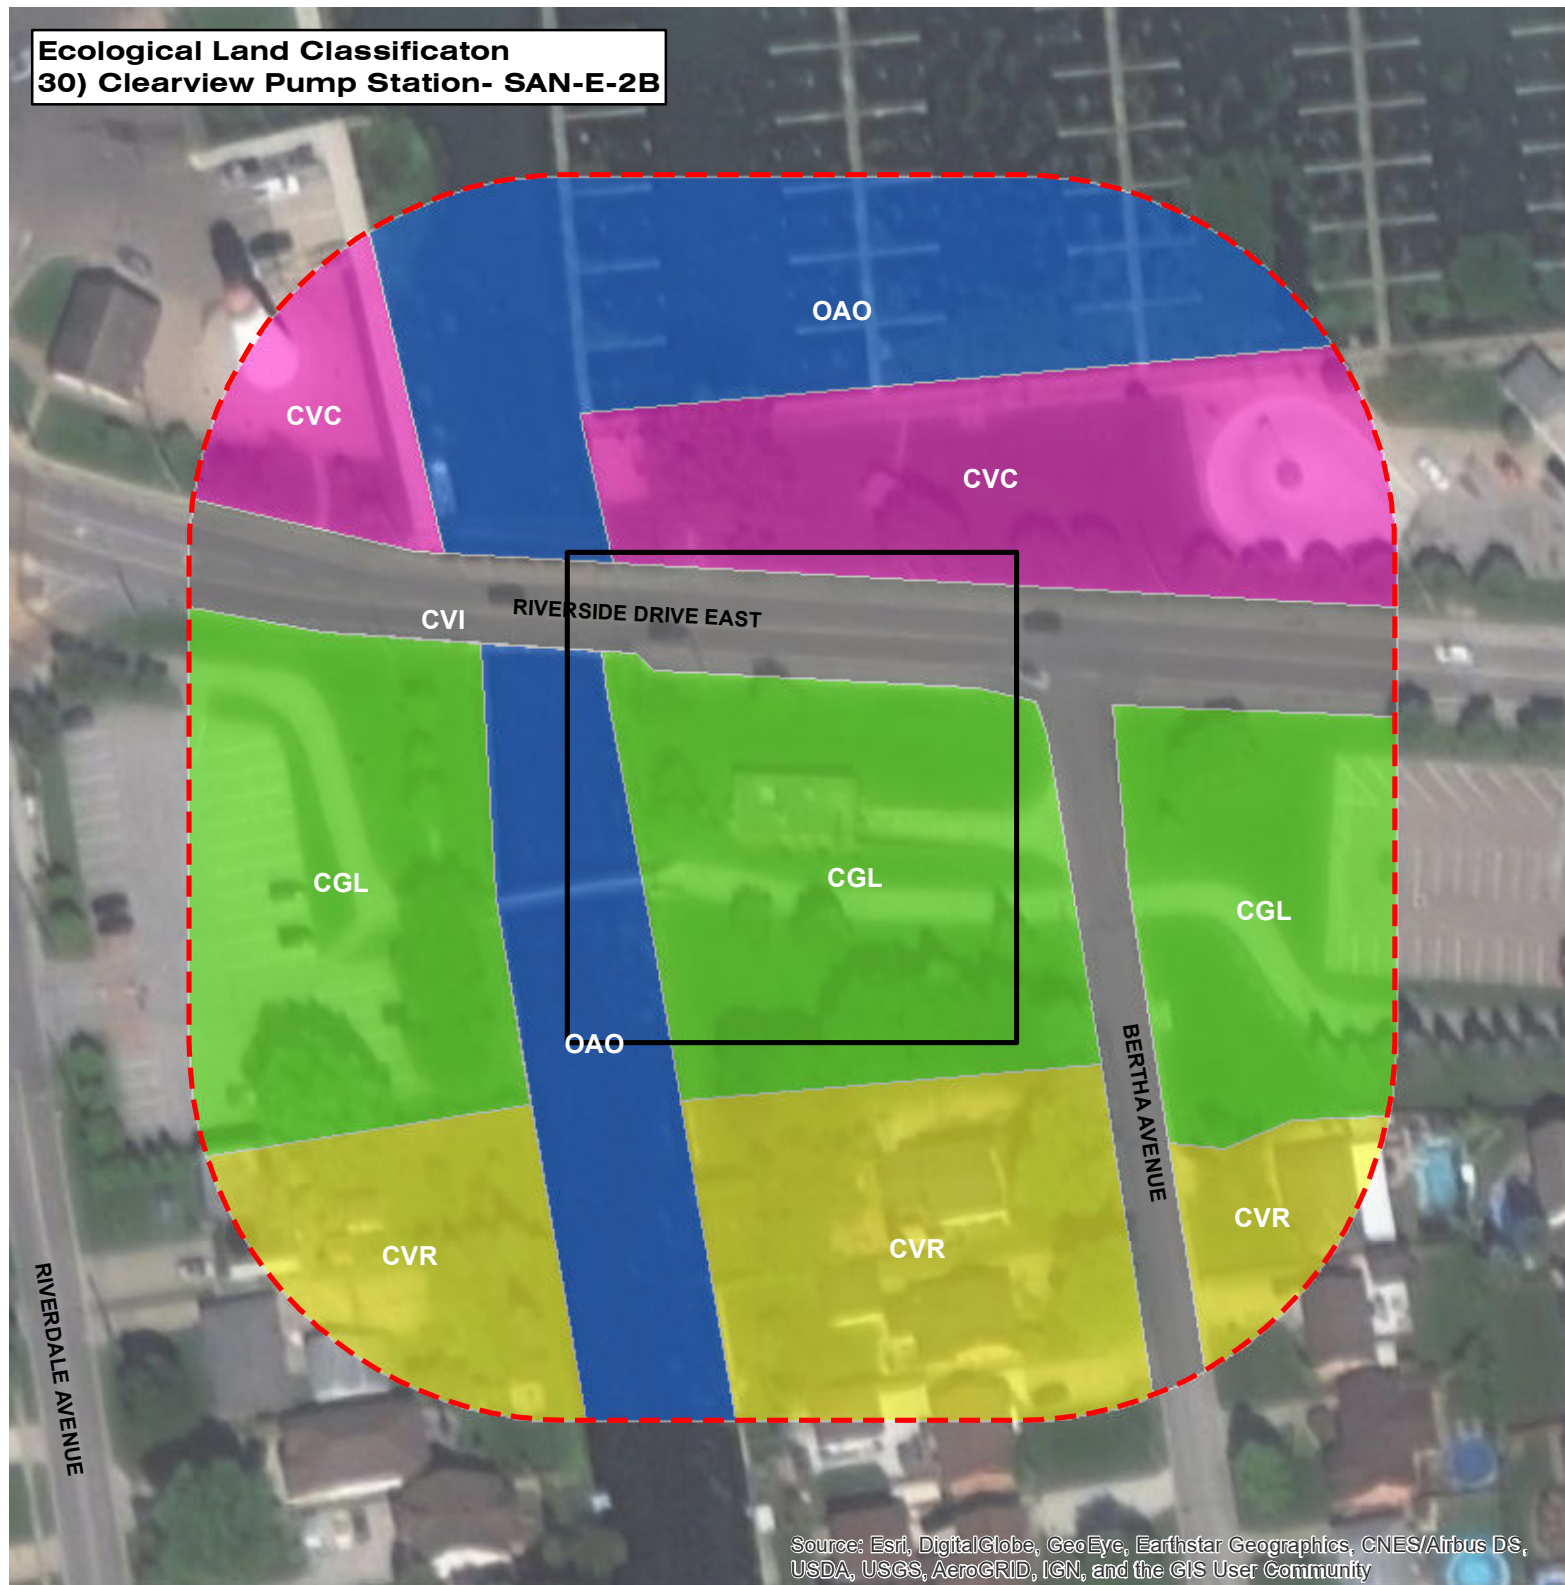 Ecological Land Classificaton
30) Clearview Pump Station- SAN-E-2B
OAO
CVC
CVC
CVI
RIVERSIDE DRIVE EAST
CGL
CGL
CGL
OAO
BERTHA AVENUE
CVR
CVR
CVR
RIVERDALE AVENUE
Source: Esri, DigitalGlobe, GeoEye, Earthstar Geographics, CNES/Airbus DS,
USDA, USGS, AeroGRID, IGN, and the GIS User Community